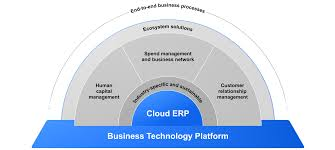 End-to-end business processes
Ecosystem solutions
Spend management
and business network
Human
capital
management
Industry-specific and sustainable
Customer
relationship
management
Cloud ERP
Business Technology Platform